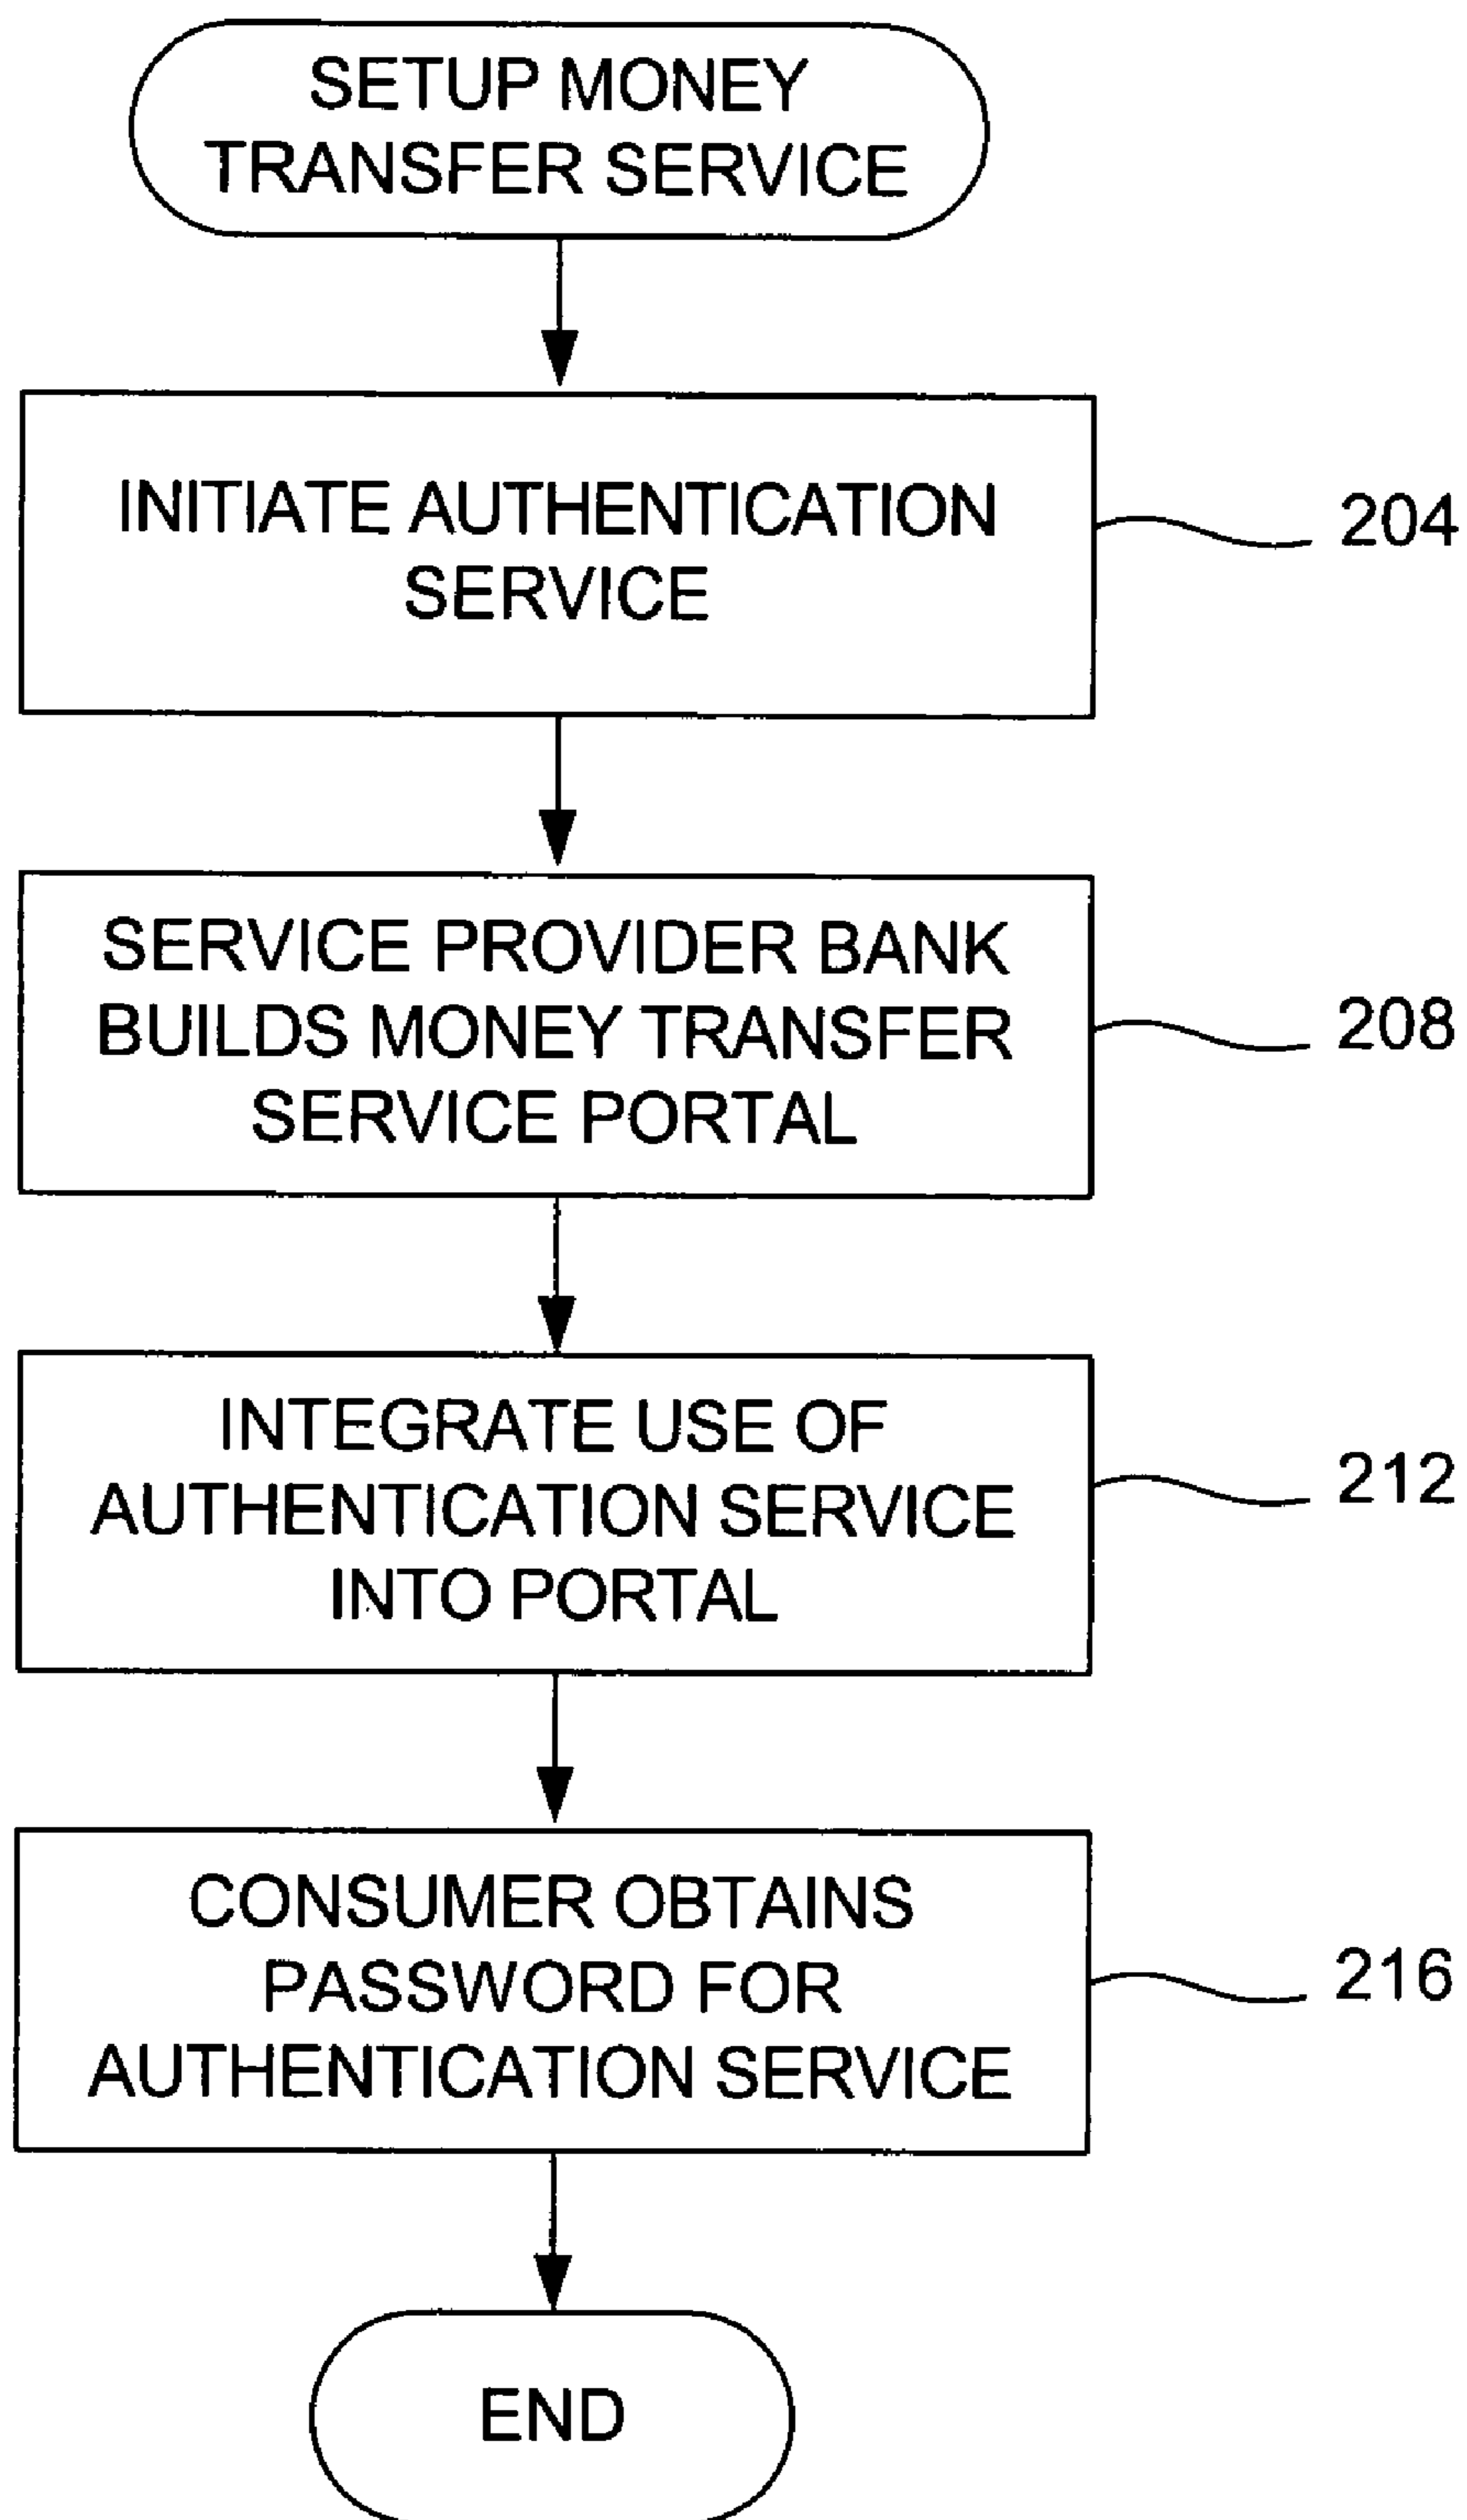 SETUP MONEY
TRANSFER SERVICE
INITIATE AUTHENTICATION
SERVICE
204
SERVICE PROVIDER BANK
BUILDS MONEY TRANSFER
SERVICE PORTAL
208
INTEGRATE USE OF
AUTHENTICATION SERVICE
INTO PORTAL
212
CONSUMER OBTAINS
PASSWORD FOR
AUTHENTICATION SERVICE
216
END